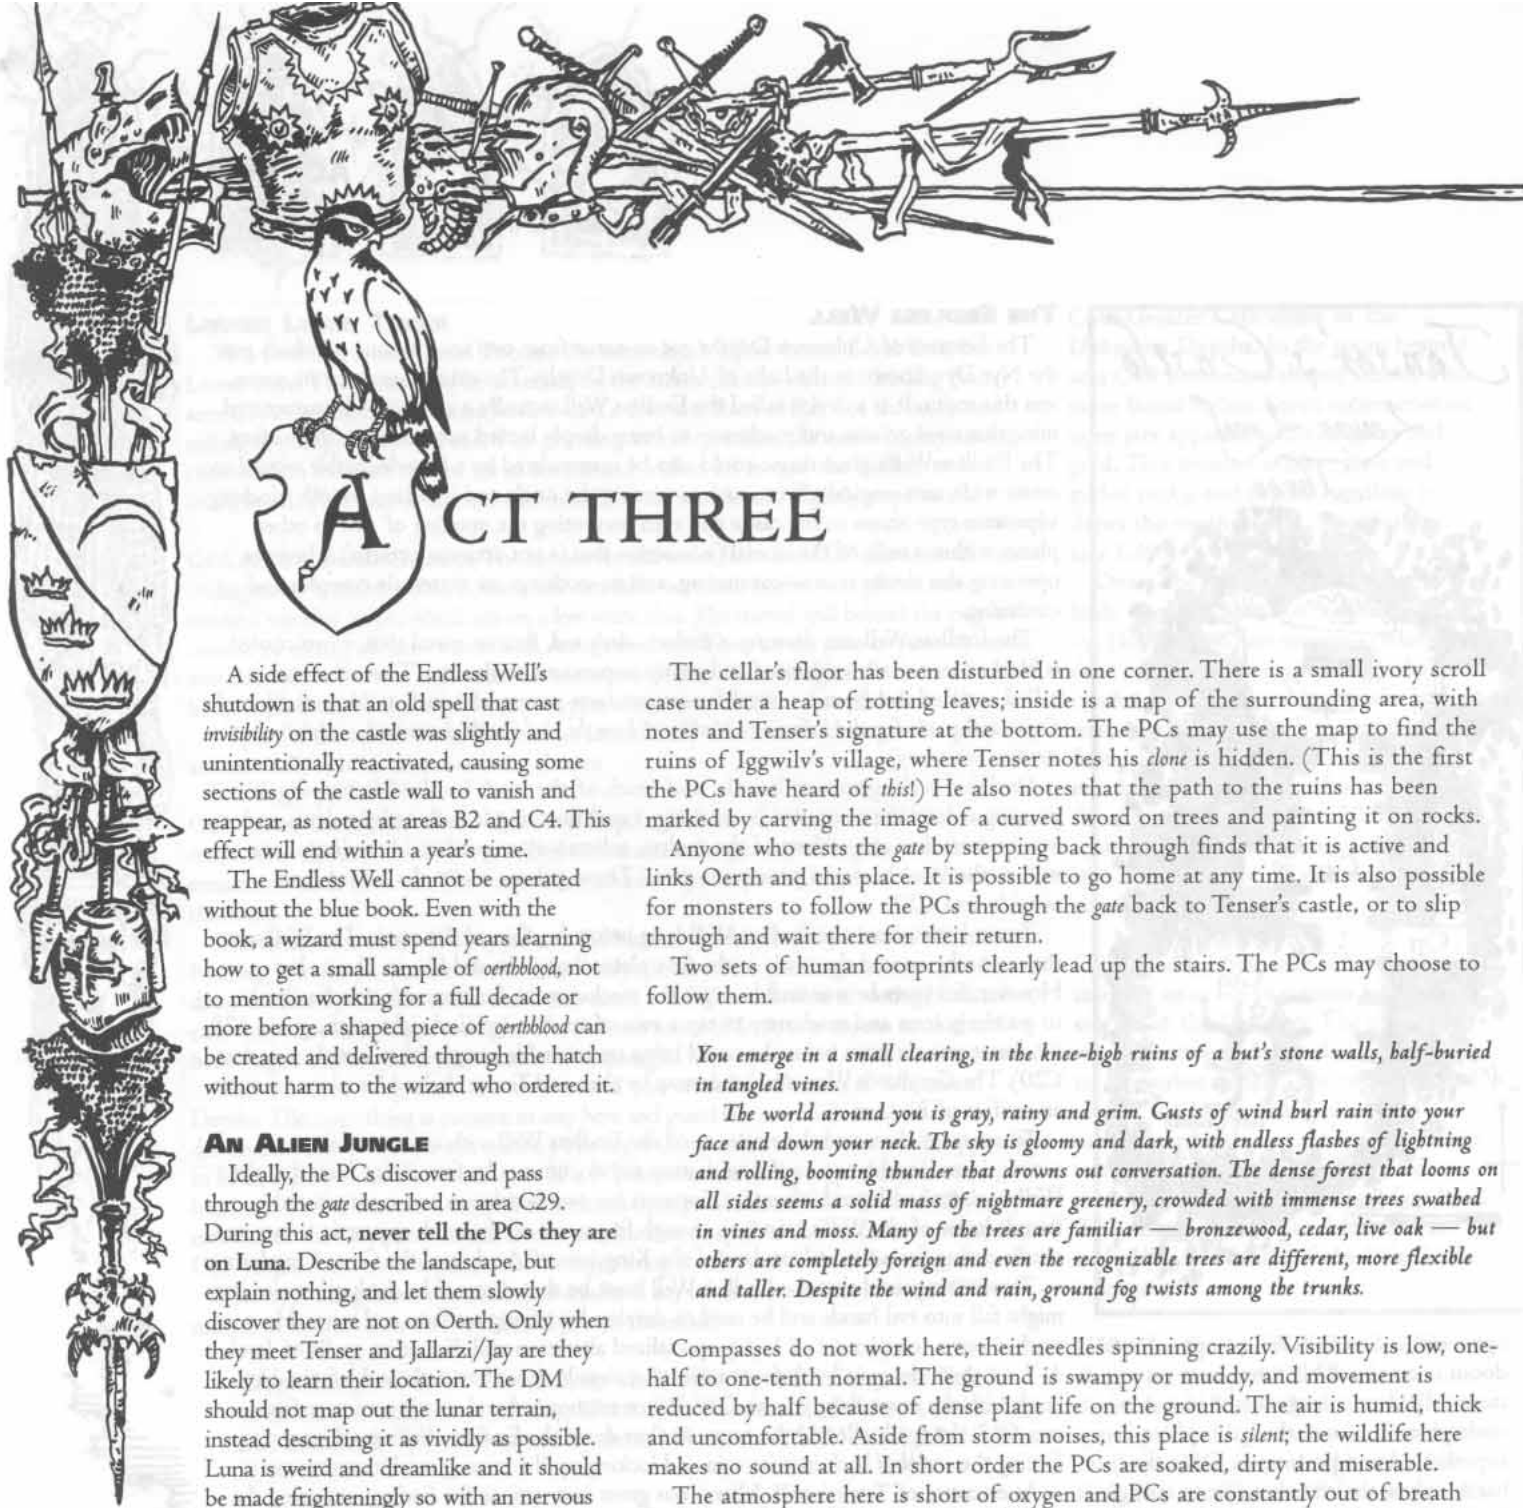 ACT THREE
A side effect of the Endless Well's
shutdown is that an old spell that cast
invisibility on the castle was slightly and
unintentionally reactivated, causing some
sections of the castle wall to vanish and
reappear, as noted at areas B2 and C4. This
effect will end within a year's time.
The Endless Well cannot be operated
without the blue book. Even with the
book, a wizard must spend years learning
how to get a small sample of oerthblood, not
to mention working for a full decade or
more before a shaped piece of oerthblood can
be created and delivered through the hatch
without harm to the wizard who ordered it.
AN ALIEN JUNGLE
Ideally, the PCs discover and pass
through the gate described in area C29.
During this act, never tell the PCs they are
on Luna. Describe the landscape, but
explain nothing, and let them slowly
discover they are not on Oerth. Only when
they meet Tenser and Jallarzi/Jay are they
likely to learn their location. The DM
should not map out the lunar terrain,
instead describing it as vividly as possible.
Luna is weird and dreamlike and it should
be made frighteningly so with an nervous
The cellar's floor has been disturbed in one corner. There is a small ivory scroll
case under a heap of rotting leaves; inside is a map of the surrounding area, with
notes and Tenser's signature at the bottom. The PCs may use the map to find the
ruins of Iggwilv's village, where Tenser notes his clone is hidden. (This is the first
the PCs have heard of this!) He also notes that the path to the ruins has been
marked by carving the image of a curved sword on trees and painting it on rocks.
Anyone who tests the gate by stepping back through finds that it is active and
links Oerth and this place. It is possible to go home at any time. It is also possible
for monsters to follow the PCs through the gate back to Tenser's castle, or to slip
through and wait there for their return.
Two sets of human footprints clearly lead up the stairs. The PCs may choose to
follow them.
You emerge in a small clearing, in the knee-high ruins of a hut's stone walls, half-buried
in tangled vines.
The world around you is gray, rainy and grim. Gusts of wind hurl rain into your
face and down your neck. The sky is gloomy and dark, with endless flashes of lightning
and rolling, booming thunder that drowns out conversation. The dense forest that looms on
all sides seems a solid mass of nightmare greenery, crowded with immense trees swathed
in vines and moss. Many of the trees are familiar — bronzewood, cedar, live oak — but
others are completely foreign and even the recognizable trees are different, more flexible
and taller. Despite the wind and rain, ground fog twists among the trunks.
Compasses do not work here, their needles spinning crazily. Visibility is low, one-
half to one-tenth normal. The ground is swampy or muddy, and movement is
reduced by half because of dense plant life on the ground. The air is humid, thick
and uncomfortable. Aside from storm noises, this place is silent; the wildlife here
makes no sound at all. In short order the PCs are soaked, dirty and miserable.
The atmosphere here is short of oxygen and PCs are constantly out of breath